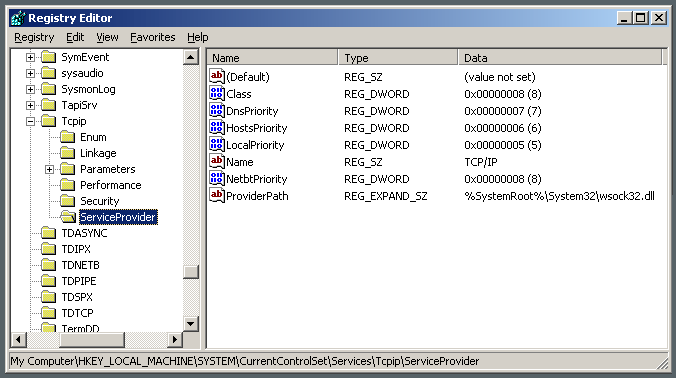 Registry Editor
Registry Edit View Favorites Help
SymEvent
sysaudio
SysmonLog
TapiSrv
Tcpip
Enum
Linkage
Parameters
Performance
Security
ServiceProvider
TDASYNC
TDIPX
TDNETB
TDPIPE
TDSPX
TDTCP
TermDD
Name Type Data
(Default) REG_SZ (value not set)
Class REG_DWORD 0x00000008 (8)
DnsPriority REG_DWORD 0x00000007 (7)
HostsPriority REG_DWORD 0x00000006 (6)
LocalPriority REG_DWORD 0x00000005 (5)
Name REG_SZ TCP/IP
NetbtPriority REG_DWORD 0x00000008 (8)
ProviderPath REG_EXPAND_SZ %SystemRoot%\System32\wsock32.dll
My Computer\HKEY_LOCAL_MACHINE\SYSTEM\CurrentControlSet\Services\Tcpip\ServiceProvider